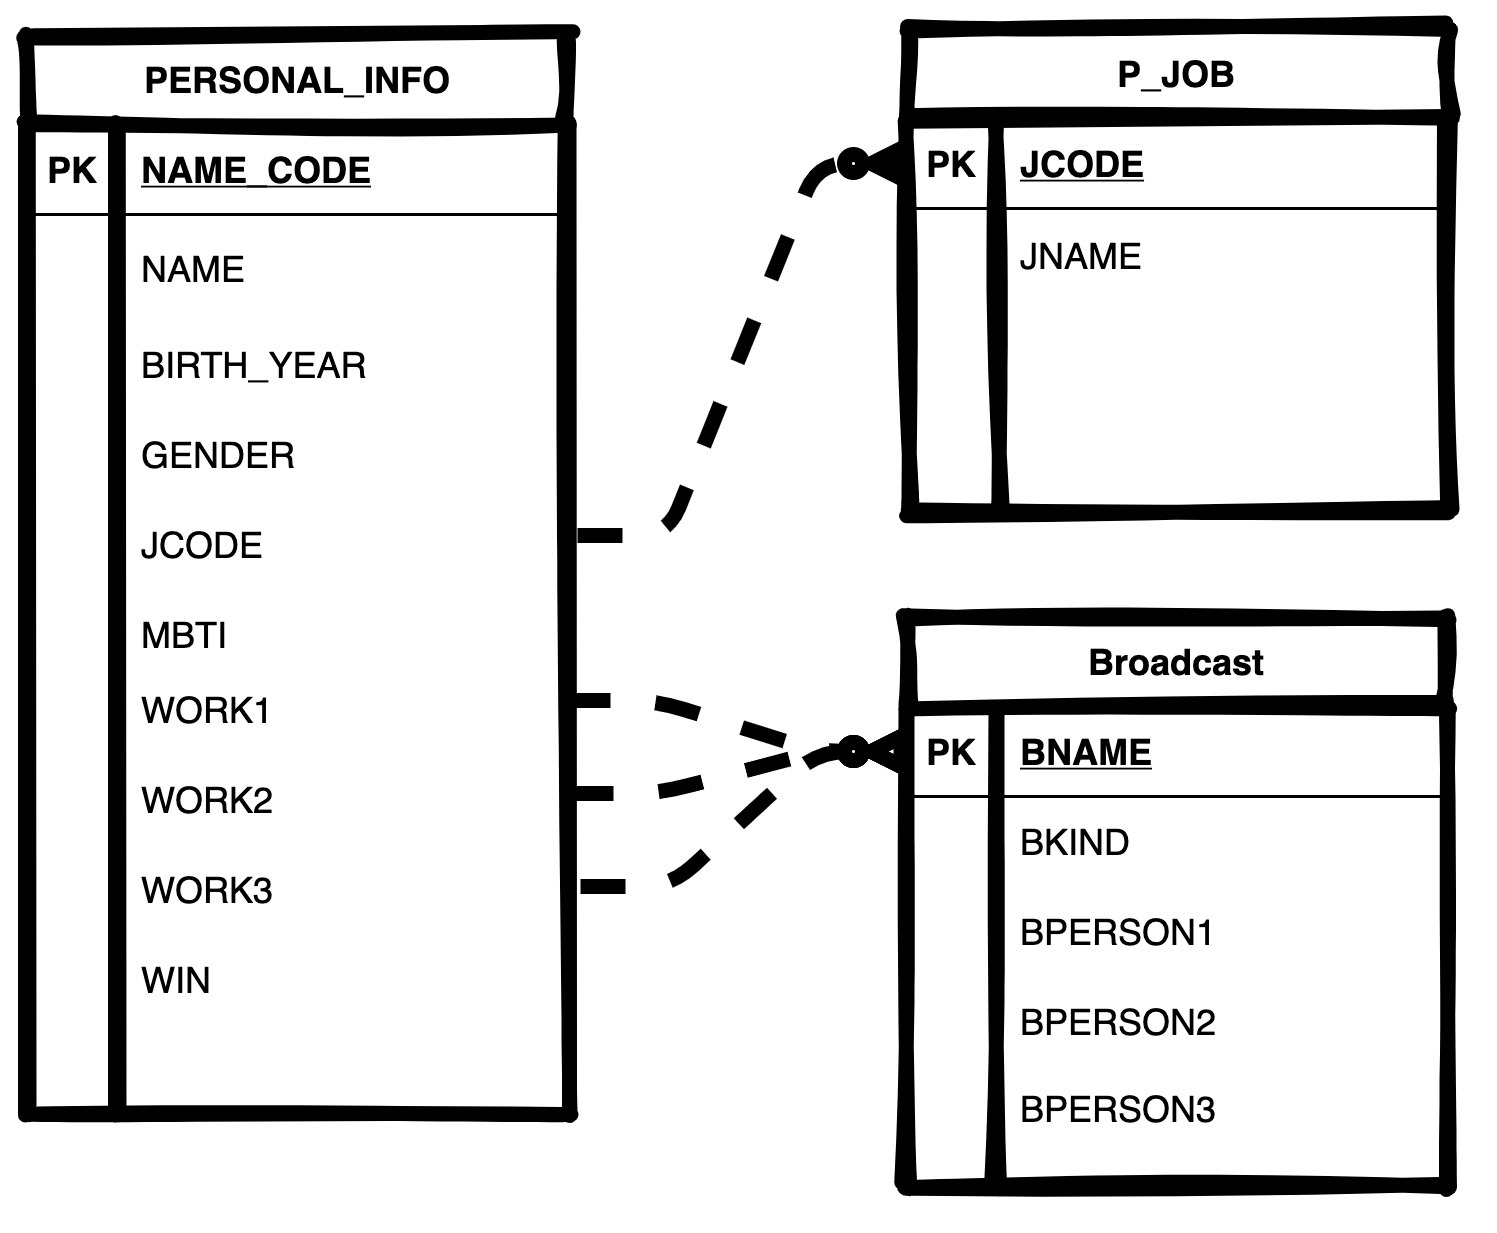 PERSONAL_INFO
PK NAME_CODE
NAME
BIRTH_YEAR
GENDER
JCODE
MBTI
WORK1
WORK2
WORK3
WIN
P_JOB
PK JCODE
JNAME
Broadcast
PK BNAME
BKIND
BPERSON1
BPERSON2
BPERSON3